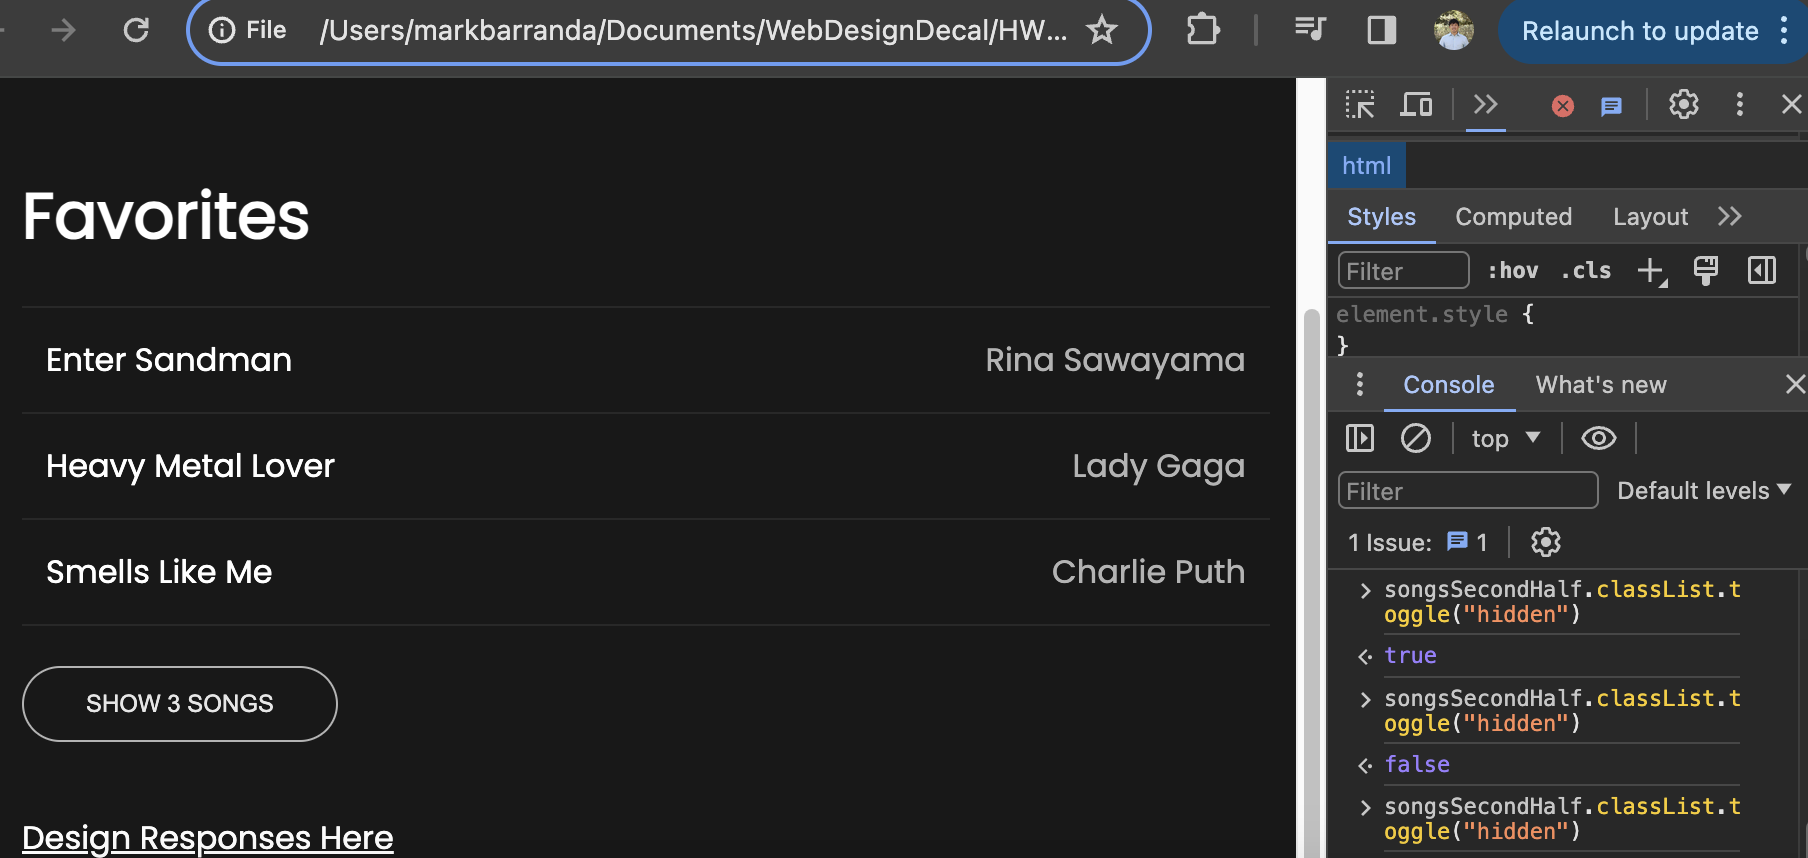 File /Users/markbarranda/Documents/WebDesignDecal/HW... Relaunch to update
Favorites
Enter Sandman Rina Sawayama
Heavy Metal Lover Lady Gaga
Smells Like Me Charlie Puth
SHOW 3 SONGS
Design Responses Here
html
Styles Computed Layout
Filter :hov .cls
element.style {
}
Console What's new
top
Filter Default levels
1 Issue: 1
songsSecondHalf.classList.t
oggle("hidden")
true
songsSecondHalf.classList.t
oggle("hidden")
false
songsSecondHalf.classList.t
oggle("hidden")